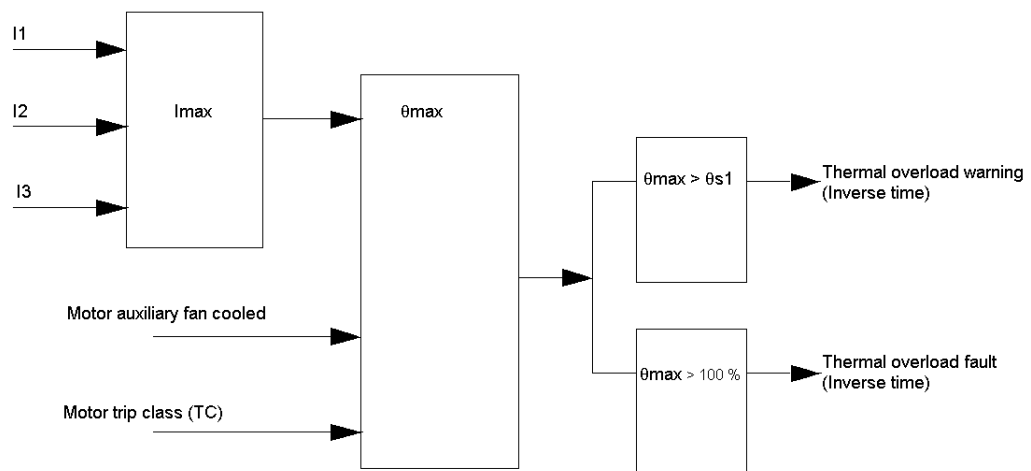 I1
I2
I3
Imax
θmax
Motor auxiliary fan cooled
Motor trip class (TC)
θmax > θs1
Thermal overload warning
(Inverse time)
θmax > 100 %
Thermal overload fault
(Inverse time)